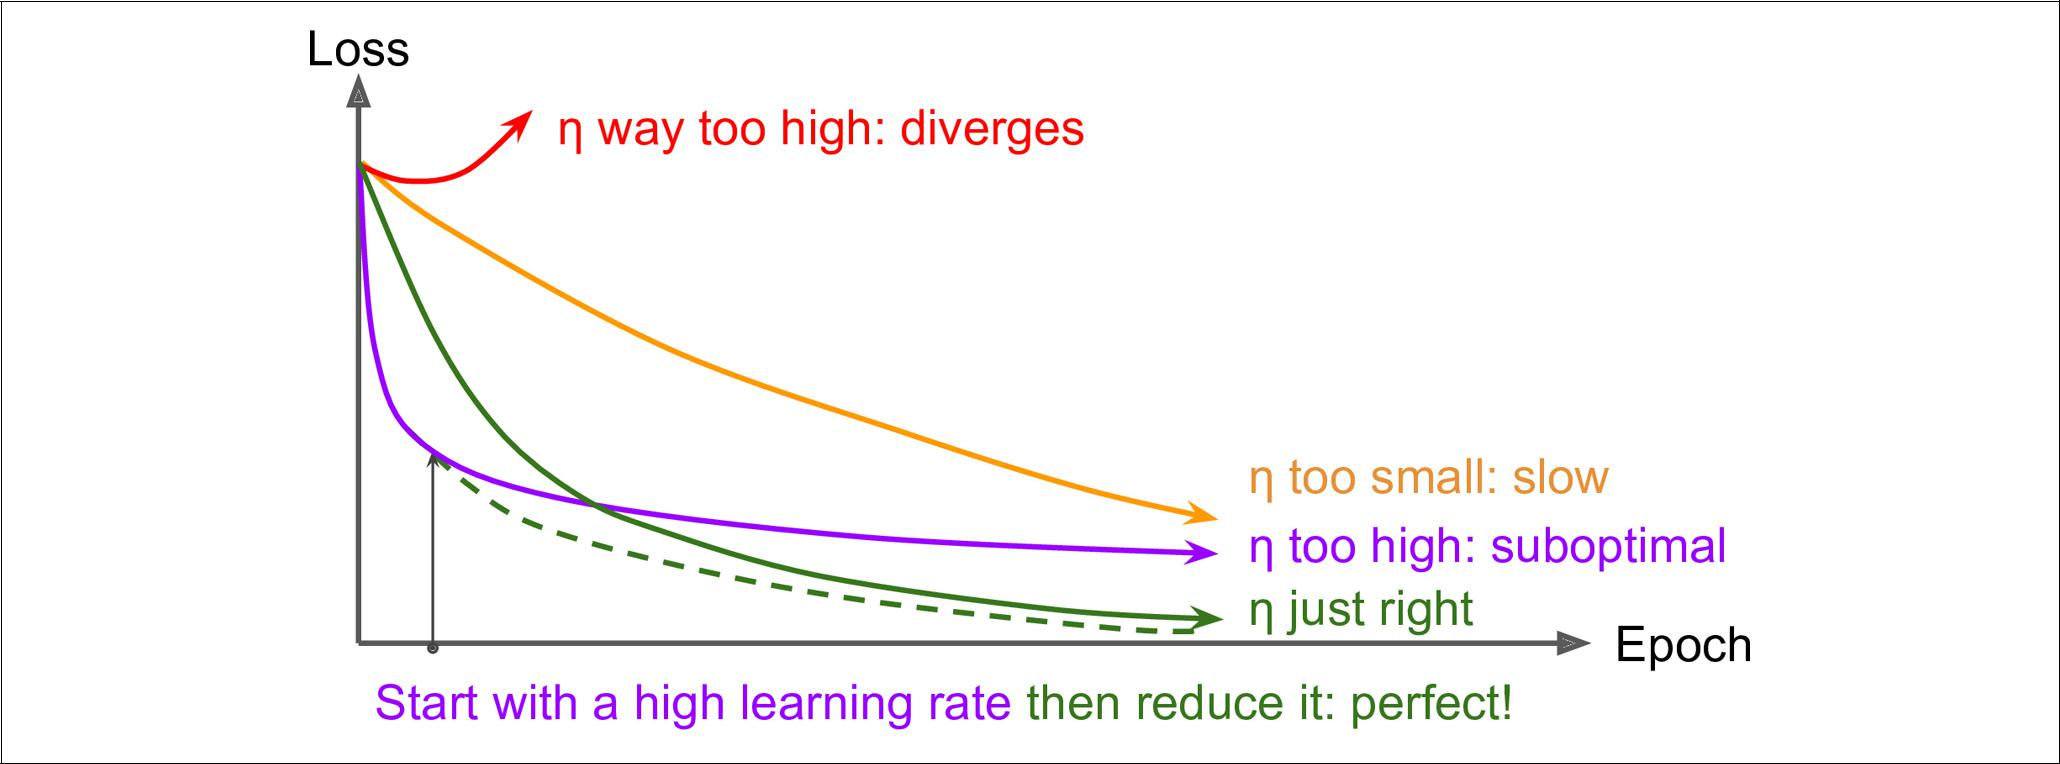 Loss
η way too high: diverges
η too small: slow
η too high: suboptimal
η just right
Epoch
Start with a high learning rate then reduce it: perfect!